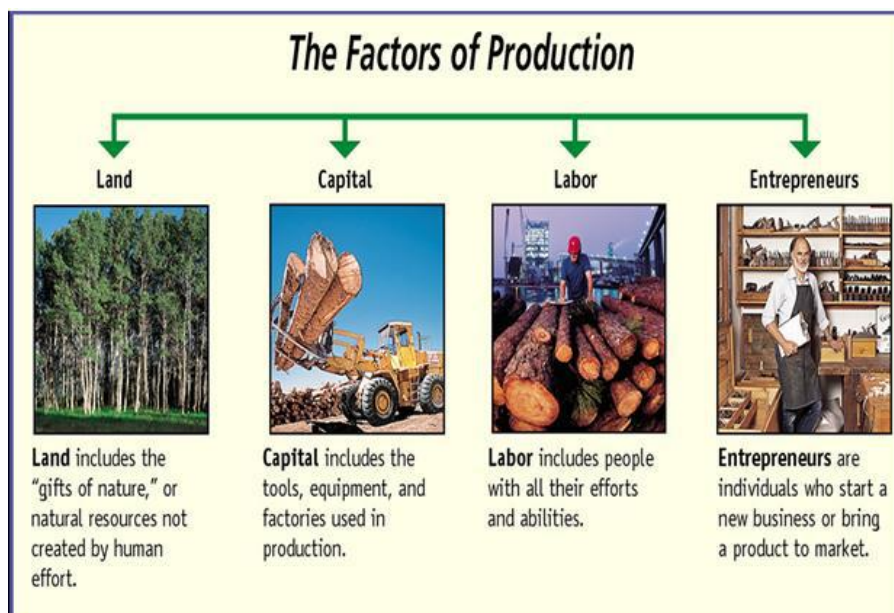 The Factors of Production
Land
Capital
Labor
Entrepreneurs
Land includes the
“gifts of nature,” or
natural resources not
created by human
effort.
Capital includes the
tools, equipment, and
factories used in
production.
Labor includes people
with all their efforts
and abilities.
Entrepreneurs are
individuals who start a
new business or bring
a product to market.